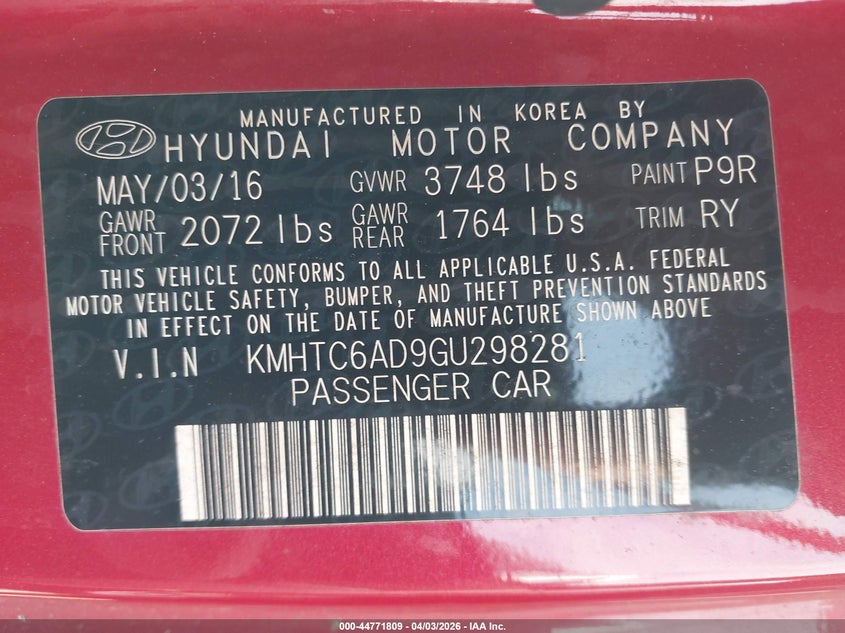 MANUFACTURED IN KOREA BY
HYUNDAI MOTOR COMPANY
MAY/03/16 GVWR 3748 lbs PAINT P9R
GAWR FRONT 2072 lbs GAWR REAR 1764 lbs TRIM RY
THIS VEHICLE CONFORMS TO ALL APPLICABLE U.S.A. FEDERAL
MOTOR VEHICLE SAFETY, BUMPER, AND THEFT PREVENTION STANDARDS
IN EFFECT ON THE DATE OF MANUFACTURE SHOWN ABOVE
V.I.N KMHTC6AD9GU298281
PASSENGER CAR
000-44771809 - 04/03/2026 - IAA Inc.